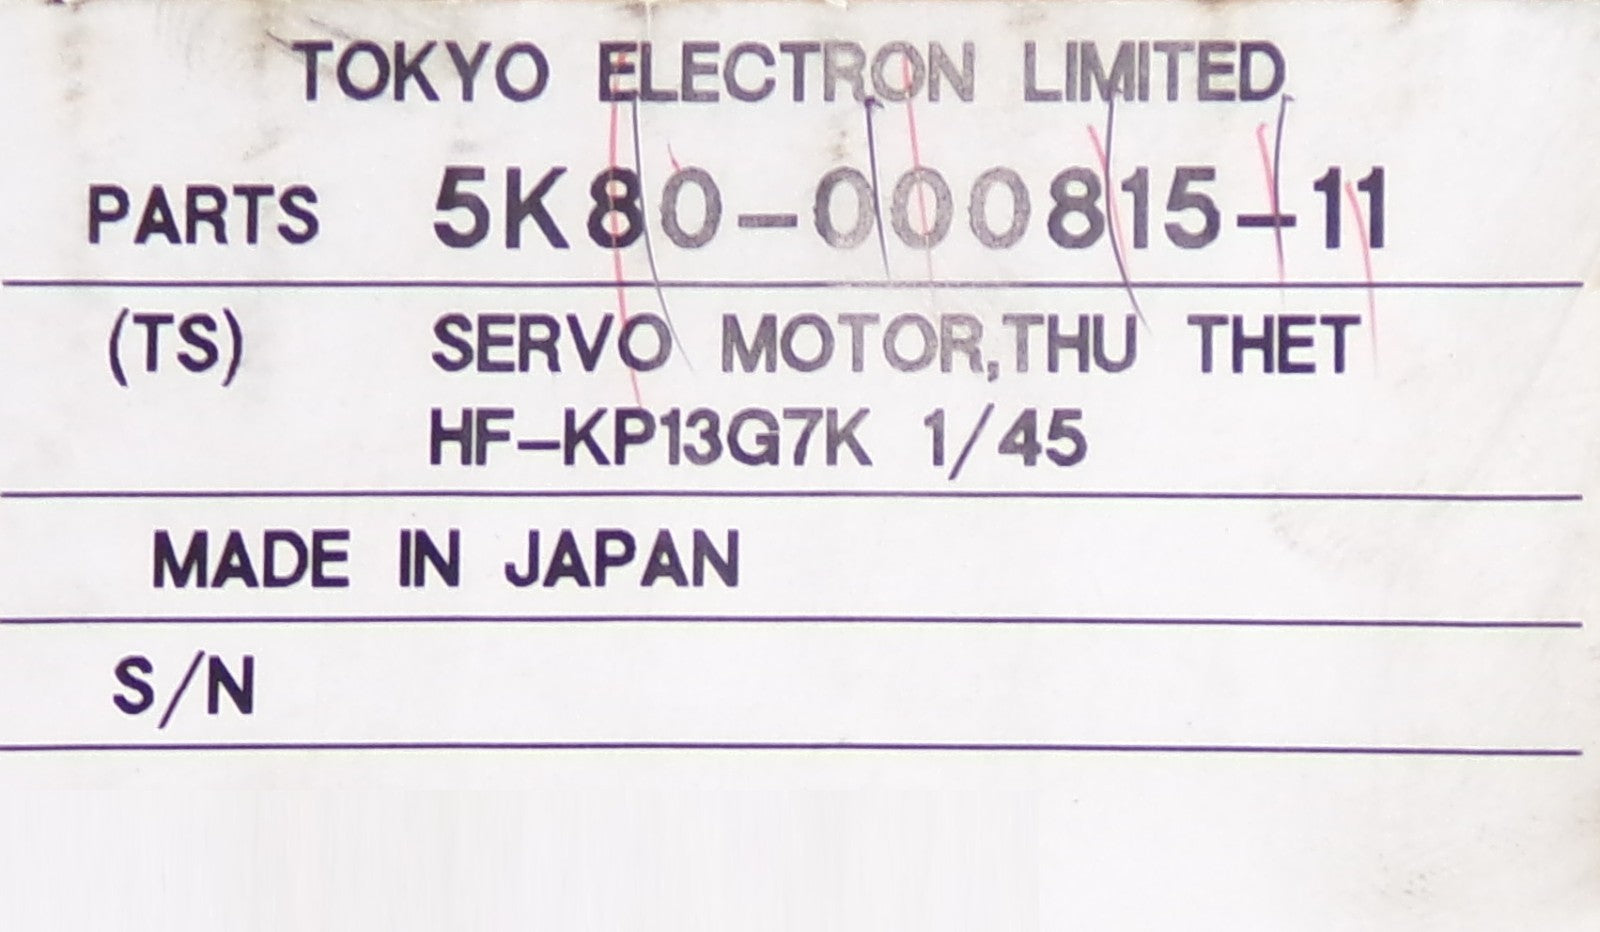 TOKYO ELECTRON LIMITED
PARTS 5K80-000815-11
(TS) SERVO MOTOR,THU THET
HF-KP13G7K 1/45
MADE IN JAPAN
S/N